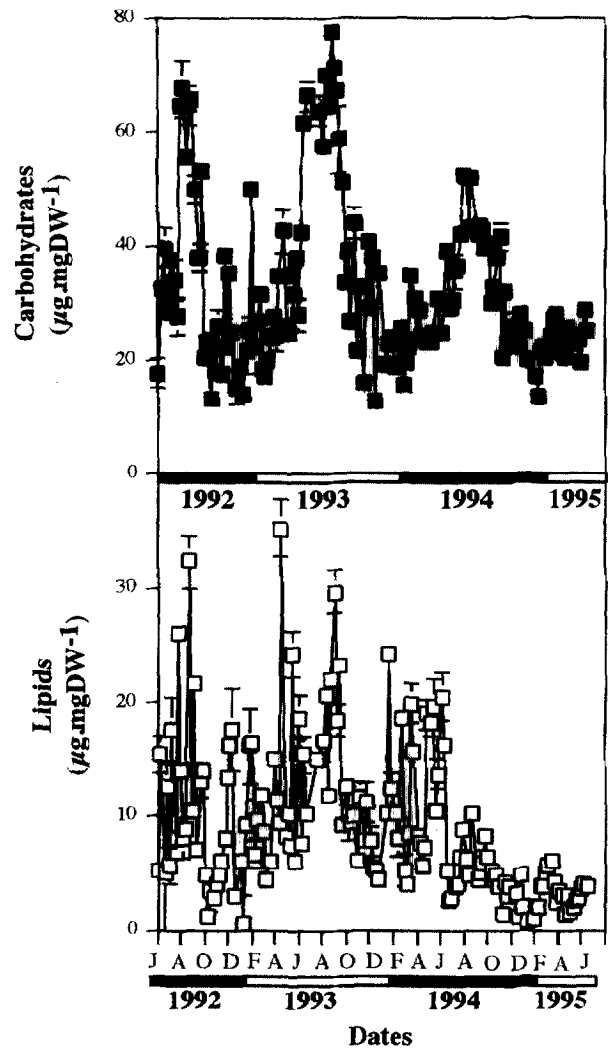 80
60
40
20
0
Carbohydrates
(µg.mgDW-1)
1992 1993 1994 1995
30
20
10
0
Lipids
(µg.mgDW-1)
J A O D F A J A O D F A J A O D F A J
1992 1993 1994 1995
Dates